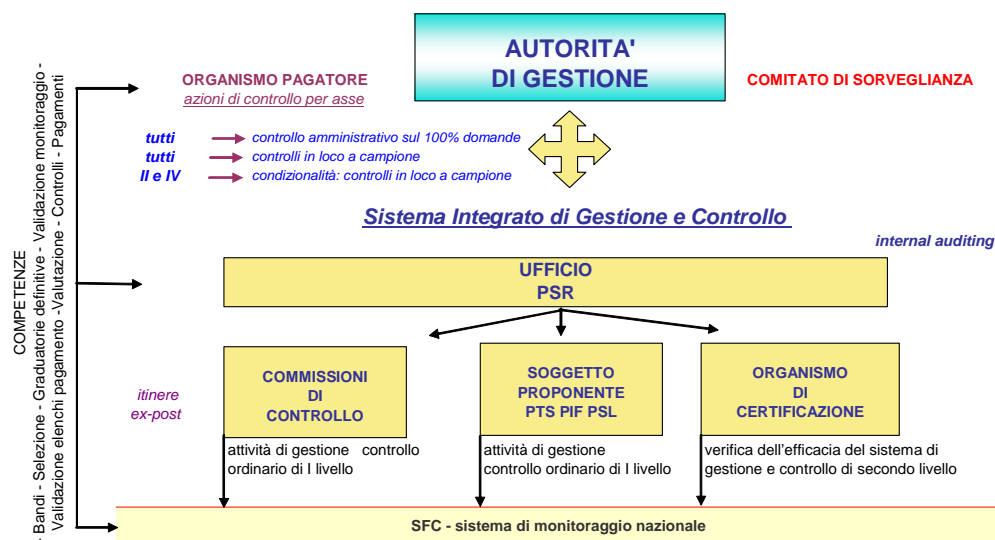 AUTORITA'
DI GESTIONE
ORGANISMO PAGATORE
azioni di controllo per asse
COMITATO DI SORVEGLIANZA
tutti controllo amministrativo sul 100% domande
tutti controlli in loco a campione
II e IV condizionalità: controlli in loco a campione
Sistema Integrato di Gestione e Controllo
internal auditing
COMPETENZE
- Bandi - Selezione - Graduatorie definitive - Validazione monitoraggio -
Validazione elenchi pagamento -Valutazione - Controlli - Pagamenti
UFFICIO
PSR
itinere
ex-post
COMMISSIONI
DI
CONTROLLO
SOGGETTO
PROPONENTE
PTS PIF PSL
ORGANISMO
DI
CERTIFICAZIONE
attività di gestione controllo
ordinario di I livello
attività di gestione
controllo ordinario di I livello
verifica dell'efficacia del sistema di
gestione e controllo di secondo livello
SFC - sistema di monitoraggio nazionale